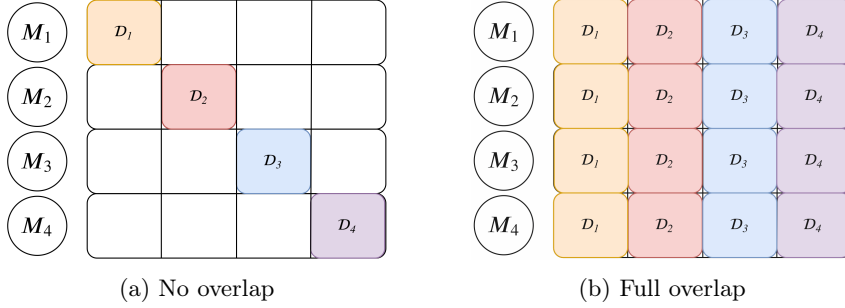 M1 D1 M1 D1 D2 D3 D4
M2 D2 M2 D1 D2 D3 D4
M3 D3 M3 D1 D2 D3 D4
M4 D4 M4 D1 D2 D3 D4
(a) No overlap (b) Full overlap